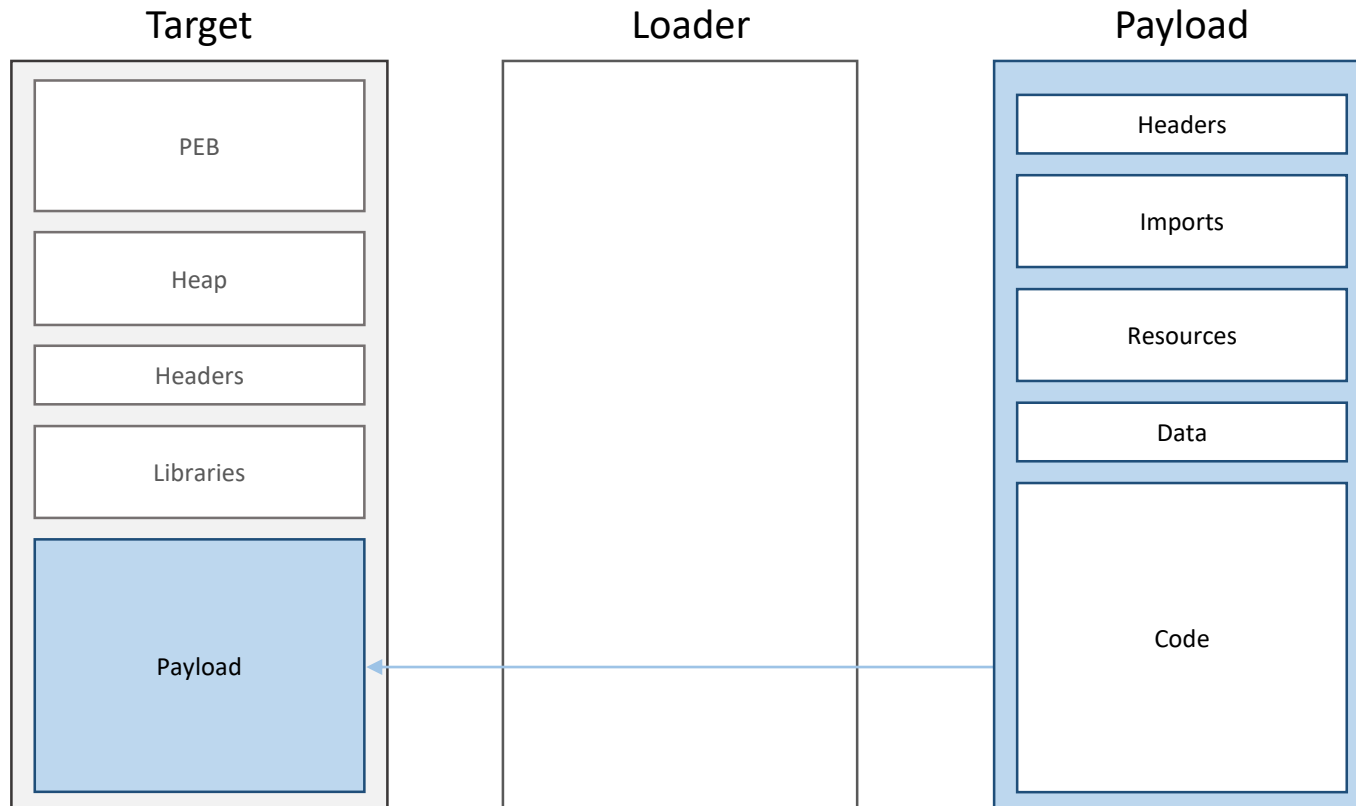 Target
Loader
Payload
PEB
Heap
Headers
Libraries
Payload
Headers
Imports
Resources
Data
Code